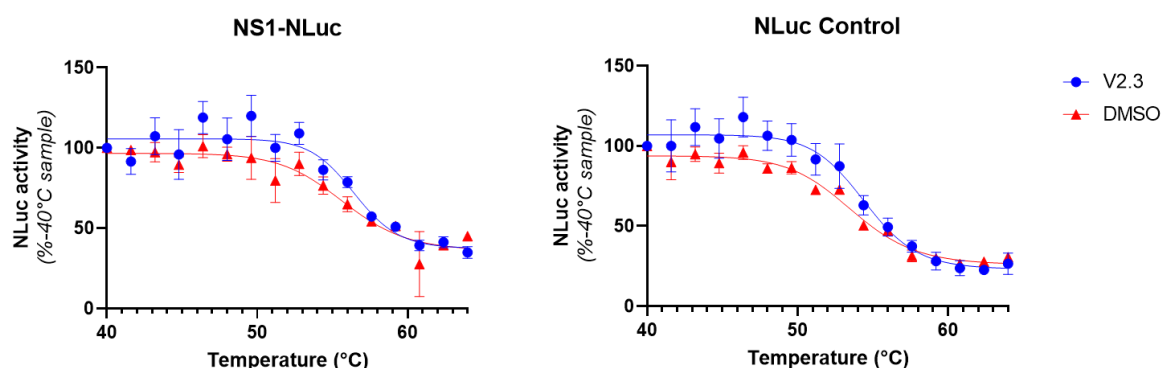 NS1-NLuc
NLuc activity
(%-40°C sample)
150
100
50
0
40
50
60
Temperature (°C)
NLuc Control
NLuc activity
(%-40°C sample)
150
100
50
0
40
50
60
Temperature (°C)
V2.3
DMSO